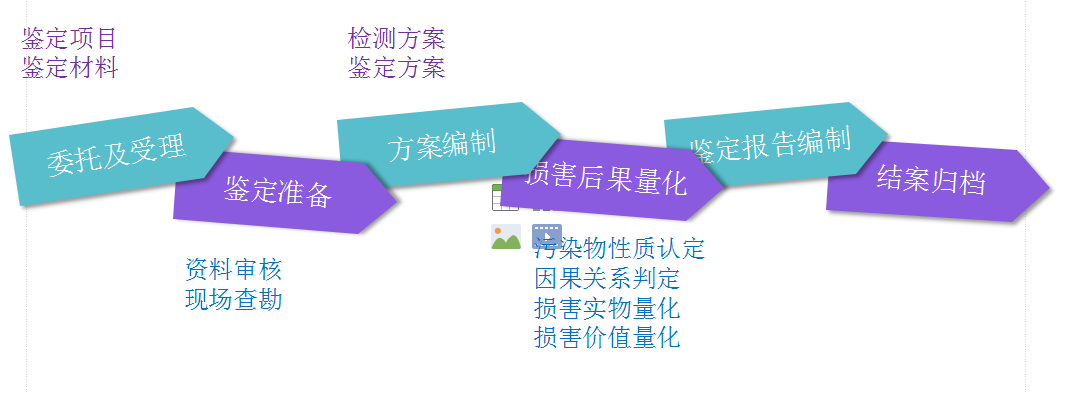 鉴定项目
鉴定材料
检测方案
鉴定方案
委托及受理
鉴定准备
方案编制
损害后果量化
鉴定报告编制
结案归档
资料审核
现场查勘
污染物性质认定
因果关系判定
损害实物量化
损害价值量化